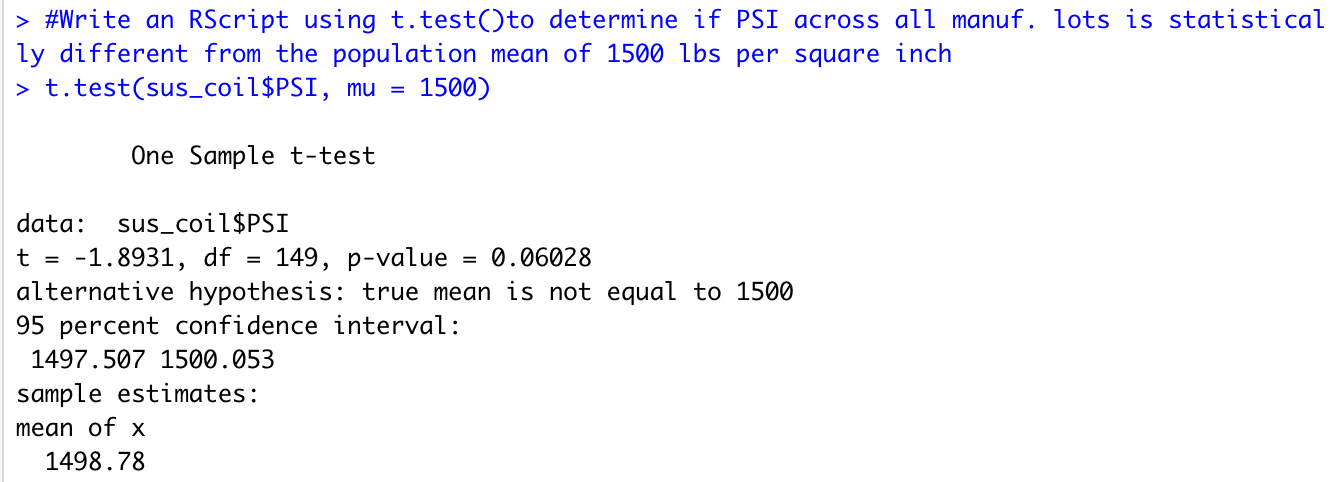 > #Write an RScript using t.test()to determine if PSI across all manuf. lots is statistical
ly different from the population mean of 1500 lbs per square inch
> t.test(sus_coil$PSI, mu = 1500)
One Sample t-test
data:  sus_coil$PSI
t = -1.8931, df = 149, p-value = 0.06028
alternative hypothesis: true mean is not equal to 1500
95 percent confidence interval:
1497.507 1500.053
sample estimates:
mean of x
1498.78